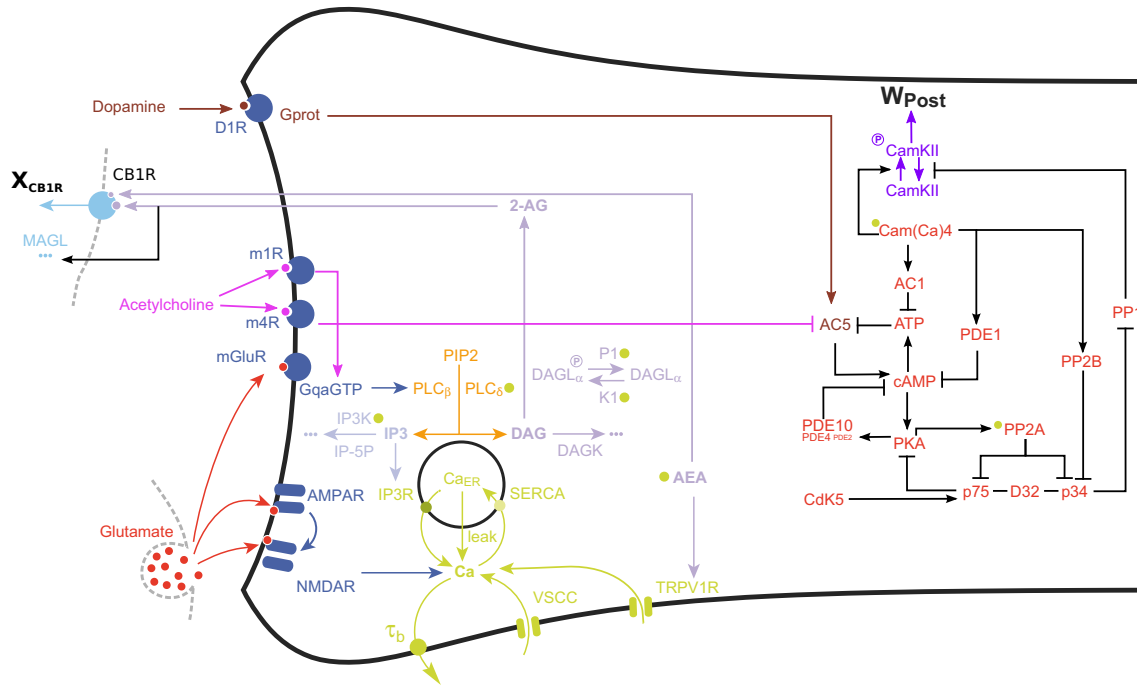 W_Post
Dopamine
D1R
Gprot
Ⓟ
CamKII
CamKII
CB1R
X_CB1R
2-AG
Cam(Ca)4
MAGL
...
m1R
AC1
Acetylcholine
m4R
AC5
ATP
PDE1
PP1
mGluR
PIP2
Ⓟ
P1
PP2B
GqaGTP
PLCβ
PLCδ
DAGLα
DAGLα
cAMP
K1
IP3K
...
IP3
DAG
...
PDE10
PDE4 PDE2
PKA
PP2A
IP-5P
DAGK
IP3R
Ca_ER
SERCA
AEA
AMPAR
CdK5
p75
D32
p34
Glutamate
leak
NMDAR
Ca
TRPV1R
VSCC
τ_b